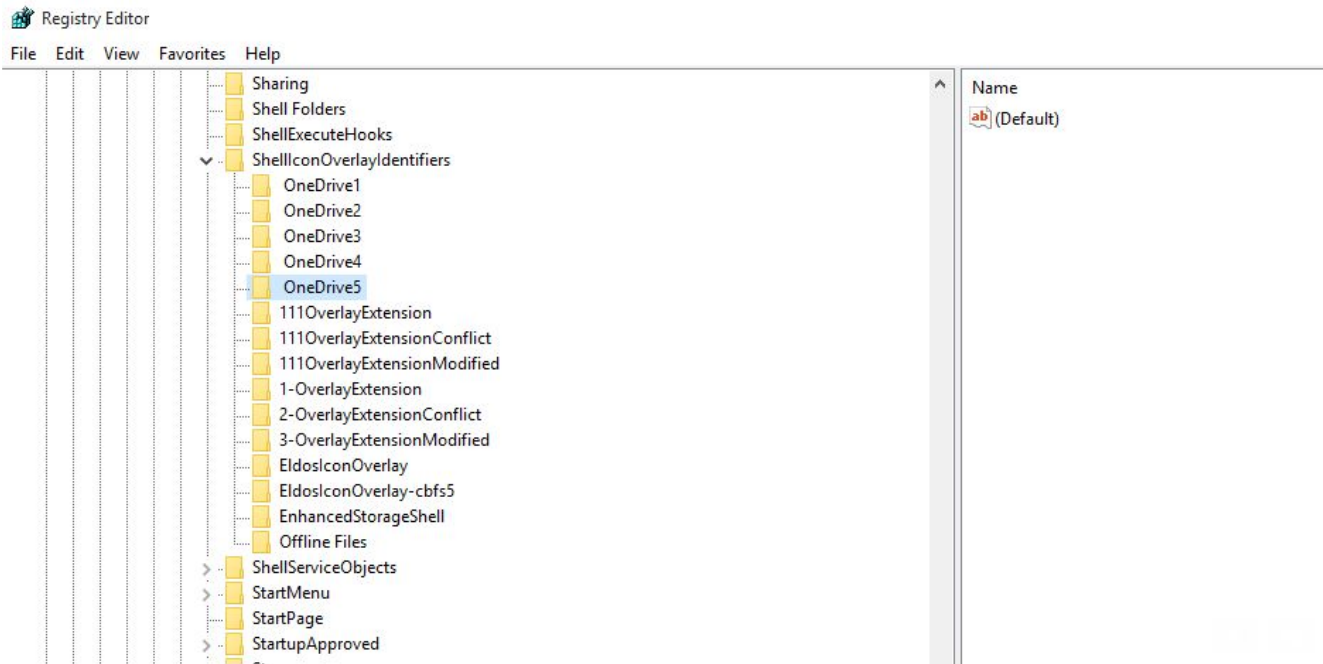 Registry Editor
File Edit View Favorites Help
Sharing
Shell Folders
ShellExecuteHooks
ShellIconOverlayIdentifiers
OneDrive1
OneDrive2
OneDrive3
OneDrive4
OneDrive5
111OverlayExtension
111OverlayExtensionConflict
111OverlayExtensionModified
1-OverlayExtension
2-OverlayExtensionConflict
3-OverlayExtensionModified
EldosIconOverlay
EldosIconOverlay-cbfs5
EnhancedStorageShell
Offline Files
ShellServiceObjects
StartMenu
StartPage
StartupApproved
Name
ab (Default)